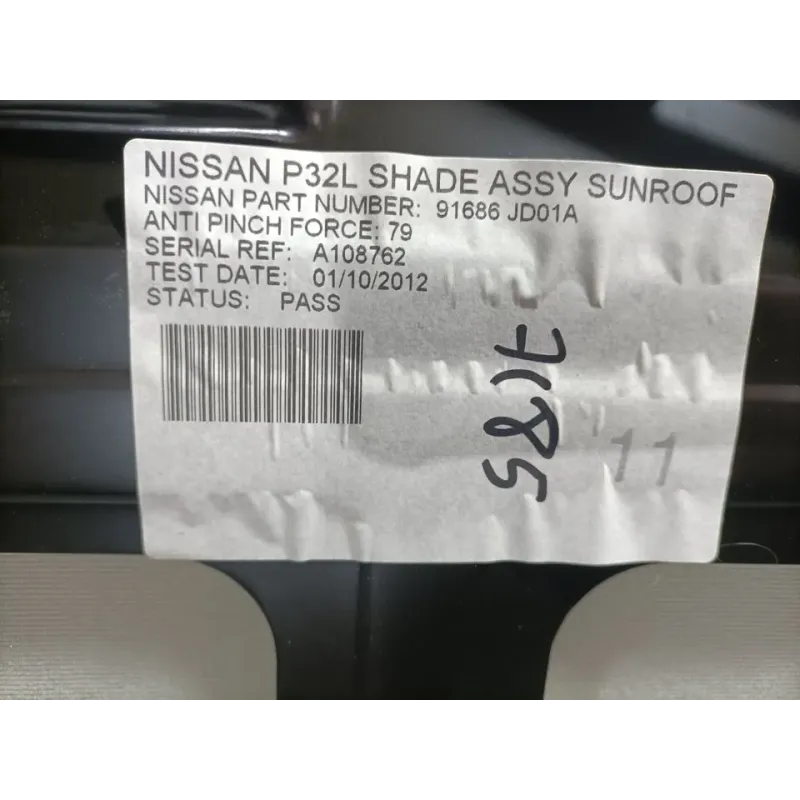 NISSAN P32L SHADE ASSY SUNROOF
NISSAN PART NUMBER: 91686 JD01A
ANTI PINCH FORCE: 79
SERIAL REF: A108762
TEST DATE: 01/10/2012
STATUS: PASS
11